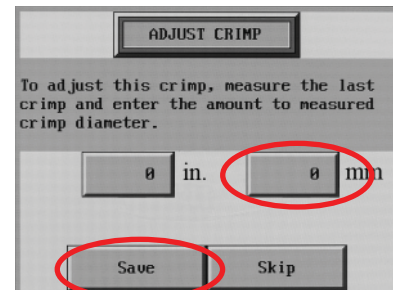 ADJUST CRIMP
To adjust this crimp, measure the last
crimp and enter the amount to measured
crimp diameter.
0 in. 0 mm
Save Skip